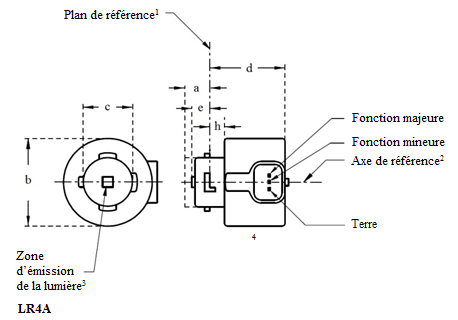 Plan de référence¹
d
a
c
e
h
b
Fonction majeure
Fonction mineure
Axe de référence²
Terre
4
Zone
d’émission
de la lumière³
LR4A